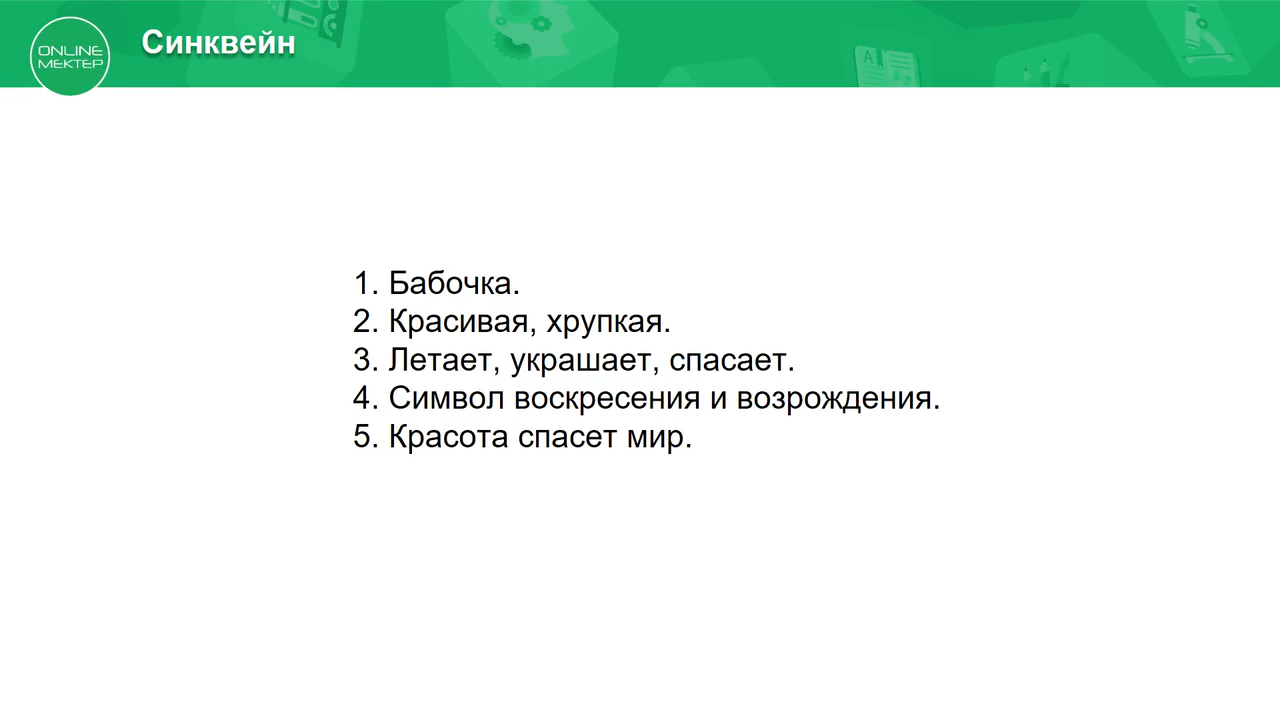 ONLINE
МЕКТЕР
Синквейн
1. Бабочка.
2. Красивая, хрупкая.
3. Летает, украшает, спасает.
4. Символ воскресения и возрождения.
5. Красота спасет мир.